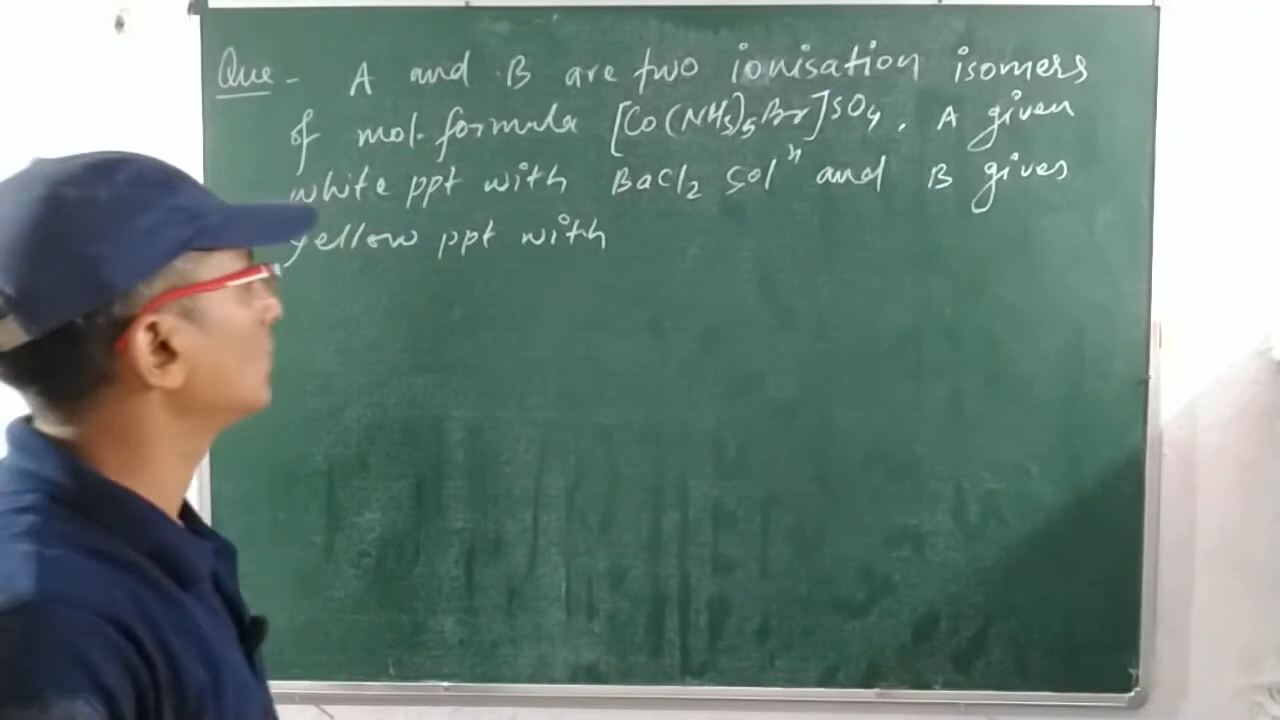 Que - A and B are two ionisation isomers
of mol. formula [Co(NH3)5Br]SO4. A given
white ppt with BaCl2 solⁿ and B gives
yellow ppt with